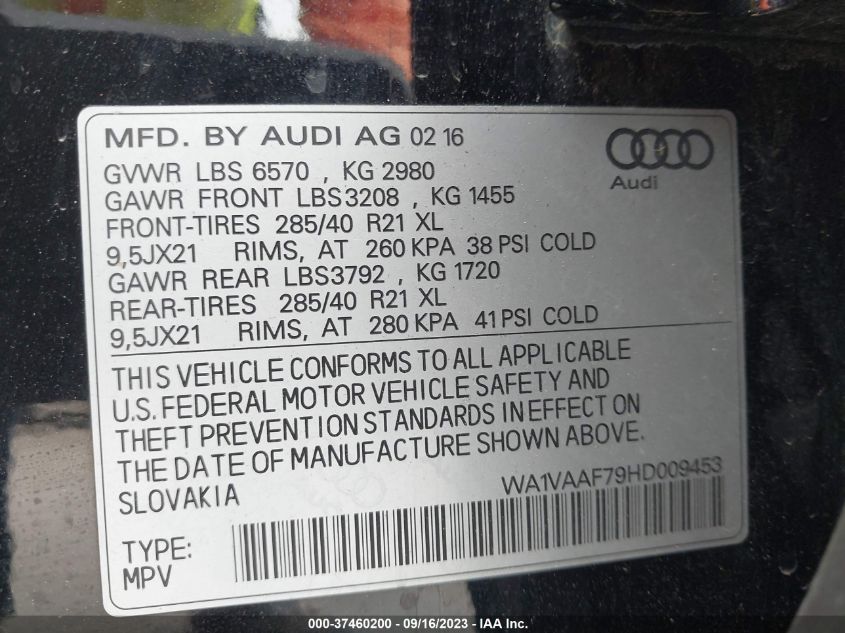 MFD. BY AUDI AG 02 16
Audi
GVWR LBS 6570 , KG 2980
GAWR FRONT LBS3208 , KG 1455
FRONT-TIRES 285/40 R21 XL
9,5JX21 RIMS, AT 260 KPA 38 PSI COLD
GAWR REAR LBS3792 , KG 1720
REAR-TIRES 285/40 R21 XL
9,5JX21 RIMS, AT 280 KPA 41 PSI COLD
THIS VEHICLE CONFORMS TO ALL APPLICABLE
U.S. FEDERAL MOTOR VEHICLE SAFETY AND
THEFT PREVENTION STANDARDS IN EFFECT ON
THE DATE OF MANUFACTURE SHOWN ABOVE.
SLOVAKIA
WA1VAAF79HD009453
TYPE:
MPV
000-37460200 - 09/16/2023 - © IAA, Inc.